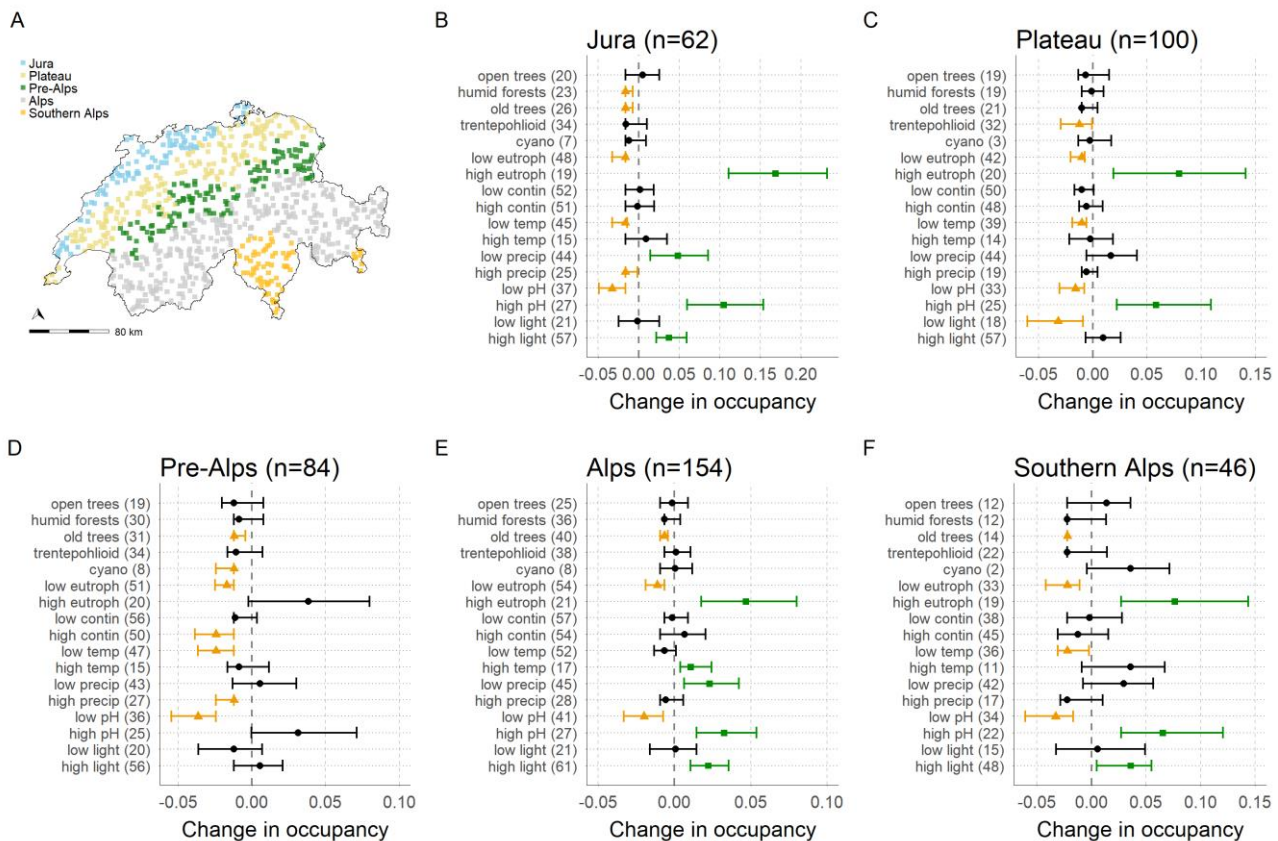 A
Jura
Plateau
Pre-Alps
Alps
Southern Alps
80 km
B
Jura (n=62)
open trees (20)
humid forests (23)
old trees (26)
trentepohlioid (34)
cyano (7)
low eutroph (48)
high eutroph (19)
low contin (52)
high contin (51)
low temp (45)
high temp (15)
low precip (44)
high precip (25)
low pH (37)
high pH (27)
low light (21)
high light (57)
-0.05 0.00 0.05 0.10 0.15 0.20
Change in occupancy
C
Plateau (n=100)
open trees (19)
humid forests (19)
old trees (21)
trentepohlioid (32)
cyano (3)
low eutroph (42)
high eutroph (20)
low contin (50)
high contin (48)
low temp (39)
high temp (14)
low precip (44)
high precip (19)
low pH (33)
high pH (25)
low light (18)
high light (57)
-0.05 0.00 0.05 0.10 0.15
Change in occupancy
D
Pre-Alps (n=84)
open trees (19)
humid forests (30)
old trees (31)
trentepohlioid (34)
cyano (8)
low eutroph (51)
high eutroph (20)
low contin (56)
high contin (50)
low temp (47)
high temp (15)
low precip (43)
high precip (27)
low pH (36)
high pH (25)
low light (20)
high light (56)
-0.05 0.00 0.05 0.10
Change in occupancy
E
Alps (n=154)
open trees (25)
humid forests (36)
old trees (40)
trentepohlioid (38)
cyano (8)
low eutroph (54)
high eutroph (21)
low contin (57)
high contin (54)
low temp (52)
high temp (17)
low precip (45)
high precip (28)
low pH (41)
high pH (27)
low light (21)
high light (61)
-0.05 0.00 0.05 0.10
Change in occupancy
F
Southern Alps (n=46)
open trees (12)
humid forests (12)
old trees (14)
trentepohlioid (22)
cyano (2)
low eutroph (33)
high eutroph (19)
low contin (38)
high contin (45)
low temp (36)
high temp (11)
low precip (42)
high precip (17)
low pH (34)
high pH (22)
low light (15)
high light (48)
-0.05 0.00 0.05 0.10 0.15
Change in occupancy